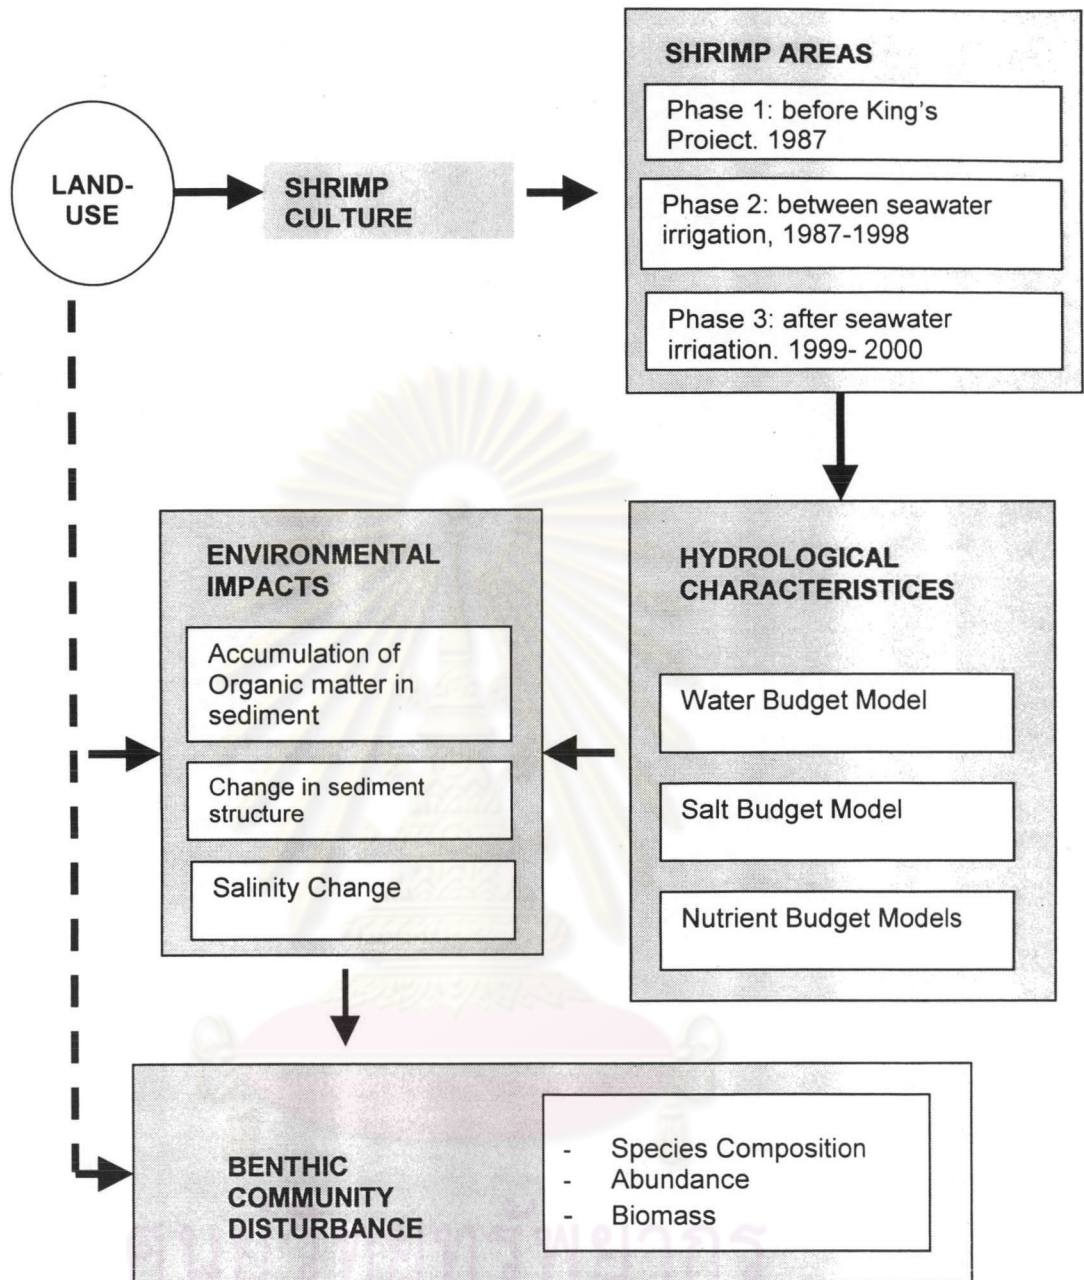 SHRIMP AREAS
Phase 1: before King's
Project. 1987
Phase 2: between seawater
irrigation, 1987-1998
Phase 3: after seawater
irrigation. 1999- 2000
LAND-
USE
SHRIMP
CULTURE
ENVIRONMENTAL
IMPACTS
Accumulation of
Organic matter in
sediment
Change in sediment
structure
Salinity Change
HYDROLOGICAL
CHARACTERISTICES
Water Budget Model
Salt Budget Model
Nutrient Budget Models
BENTHIC
COMMUNITY
DISTURBANCE
- Species Composition
- Abundance
- Biomass